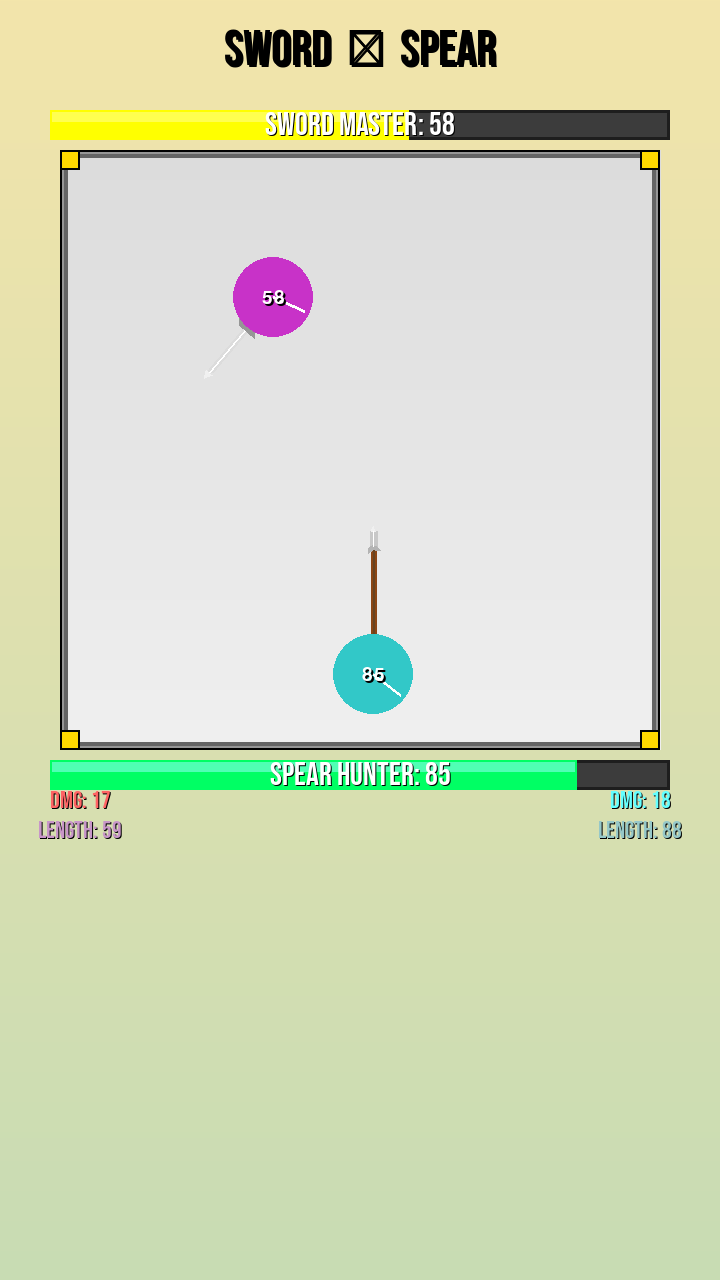 SWORD ☒ SPEAR
SWORD MASTER: 58
58
85
SPEAR HUNTER: 85
DMG: 17 DMG: 18
LENGTH: 59 LENGTH: 88